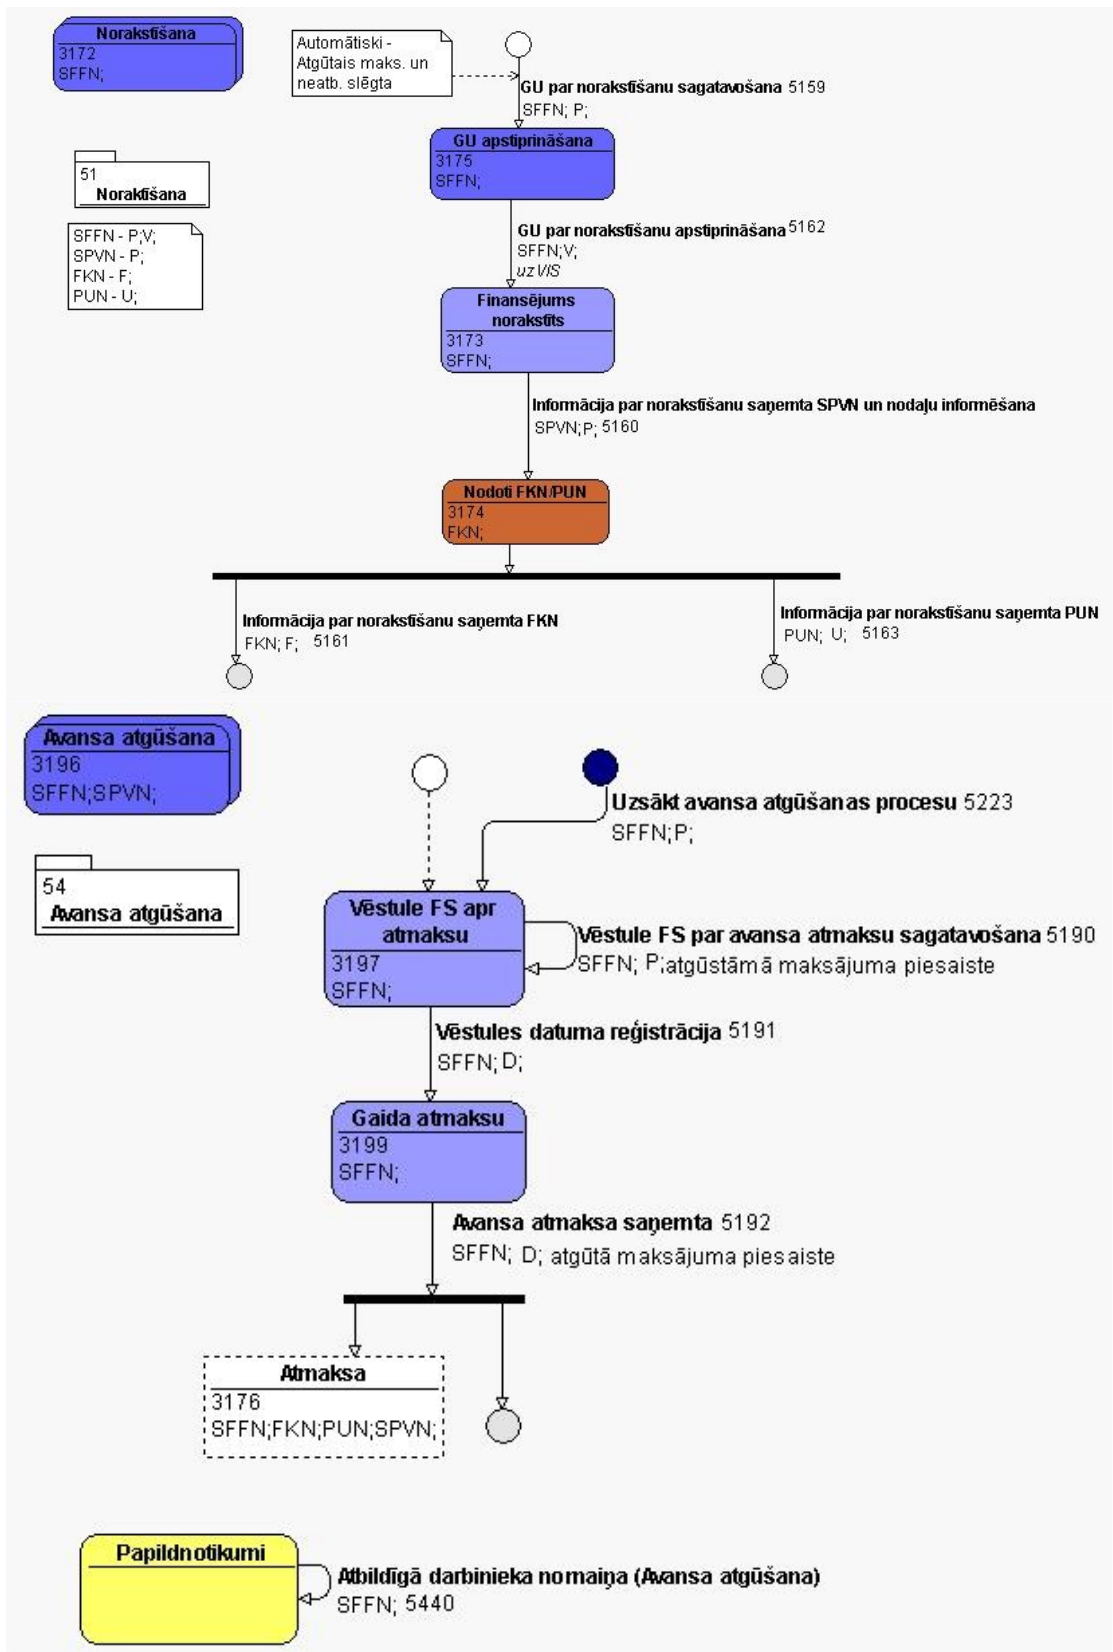 Norakstīšana
3172
SFFN;
Automātiski -
Atgūtais maks. un
neatb. slēgta
GU par norakstīšanu sagatavošana 5159
SFFN; P;
GU apstiprināšana
3175
SFFN;
51
Norakstīšana
SFFN - P;V;
SPVN - P;
FKN - F;
PUN - U;
GU par norakstīšanu apstiprināšana 5162
SFFN;V;
uz VIS
Finansējums
norakstīts
3173
SFFN;
Informācija par norakstīšanu saņemta SPVN un nodaļu informēšana
SPVN;P; 5160
Nodoti FKN/PUN
3174
FKN;
Informācija par norakstīšanu saņemta FKN
FKN; F; 5161
Informācija par norakstīšanu saņemta PUN
PUN; U; 5163
Avansa atgūšana
3196
SFFN;SPVN;
Uzsākt avansa atgūšanas procesu 5223
SFFN;P;
54
Avansa atgūšana
Vēstule FS apr
atmaksu
3197
SFFN;
Vēstule FS par avansa atmaksu sagatavošana 5190
SFFN; P;atgūstāmā maksājuma piesaiste
Vēstules datuma reģistrācija 5191
SFFN; D;
Gaida atmaksu
3199
SFFN;
Avansa atmaksa saņemta 5192
SFFN; D; atgūtā maksājuma piesaiste
Atmaksa
3176
SFFN;FKN;PUN;SPVN;
Papildnotikumi
Atbildīgā darbinieka nomaiņa (Avansa atgūšana)
SFFN; 5440